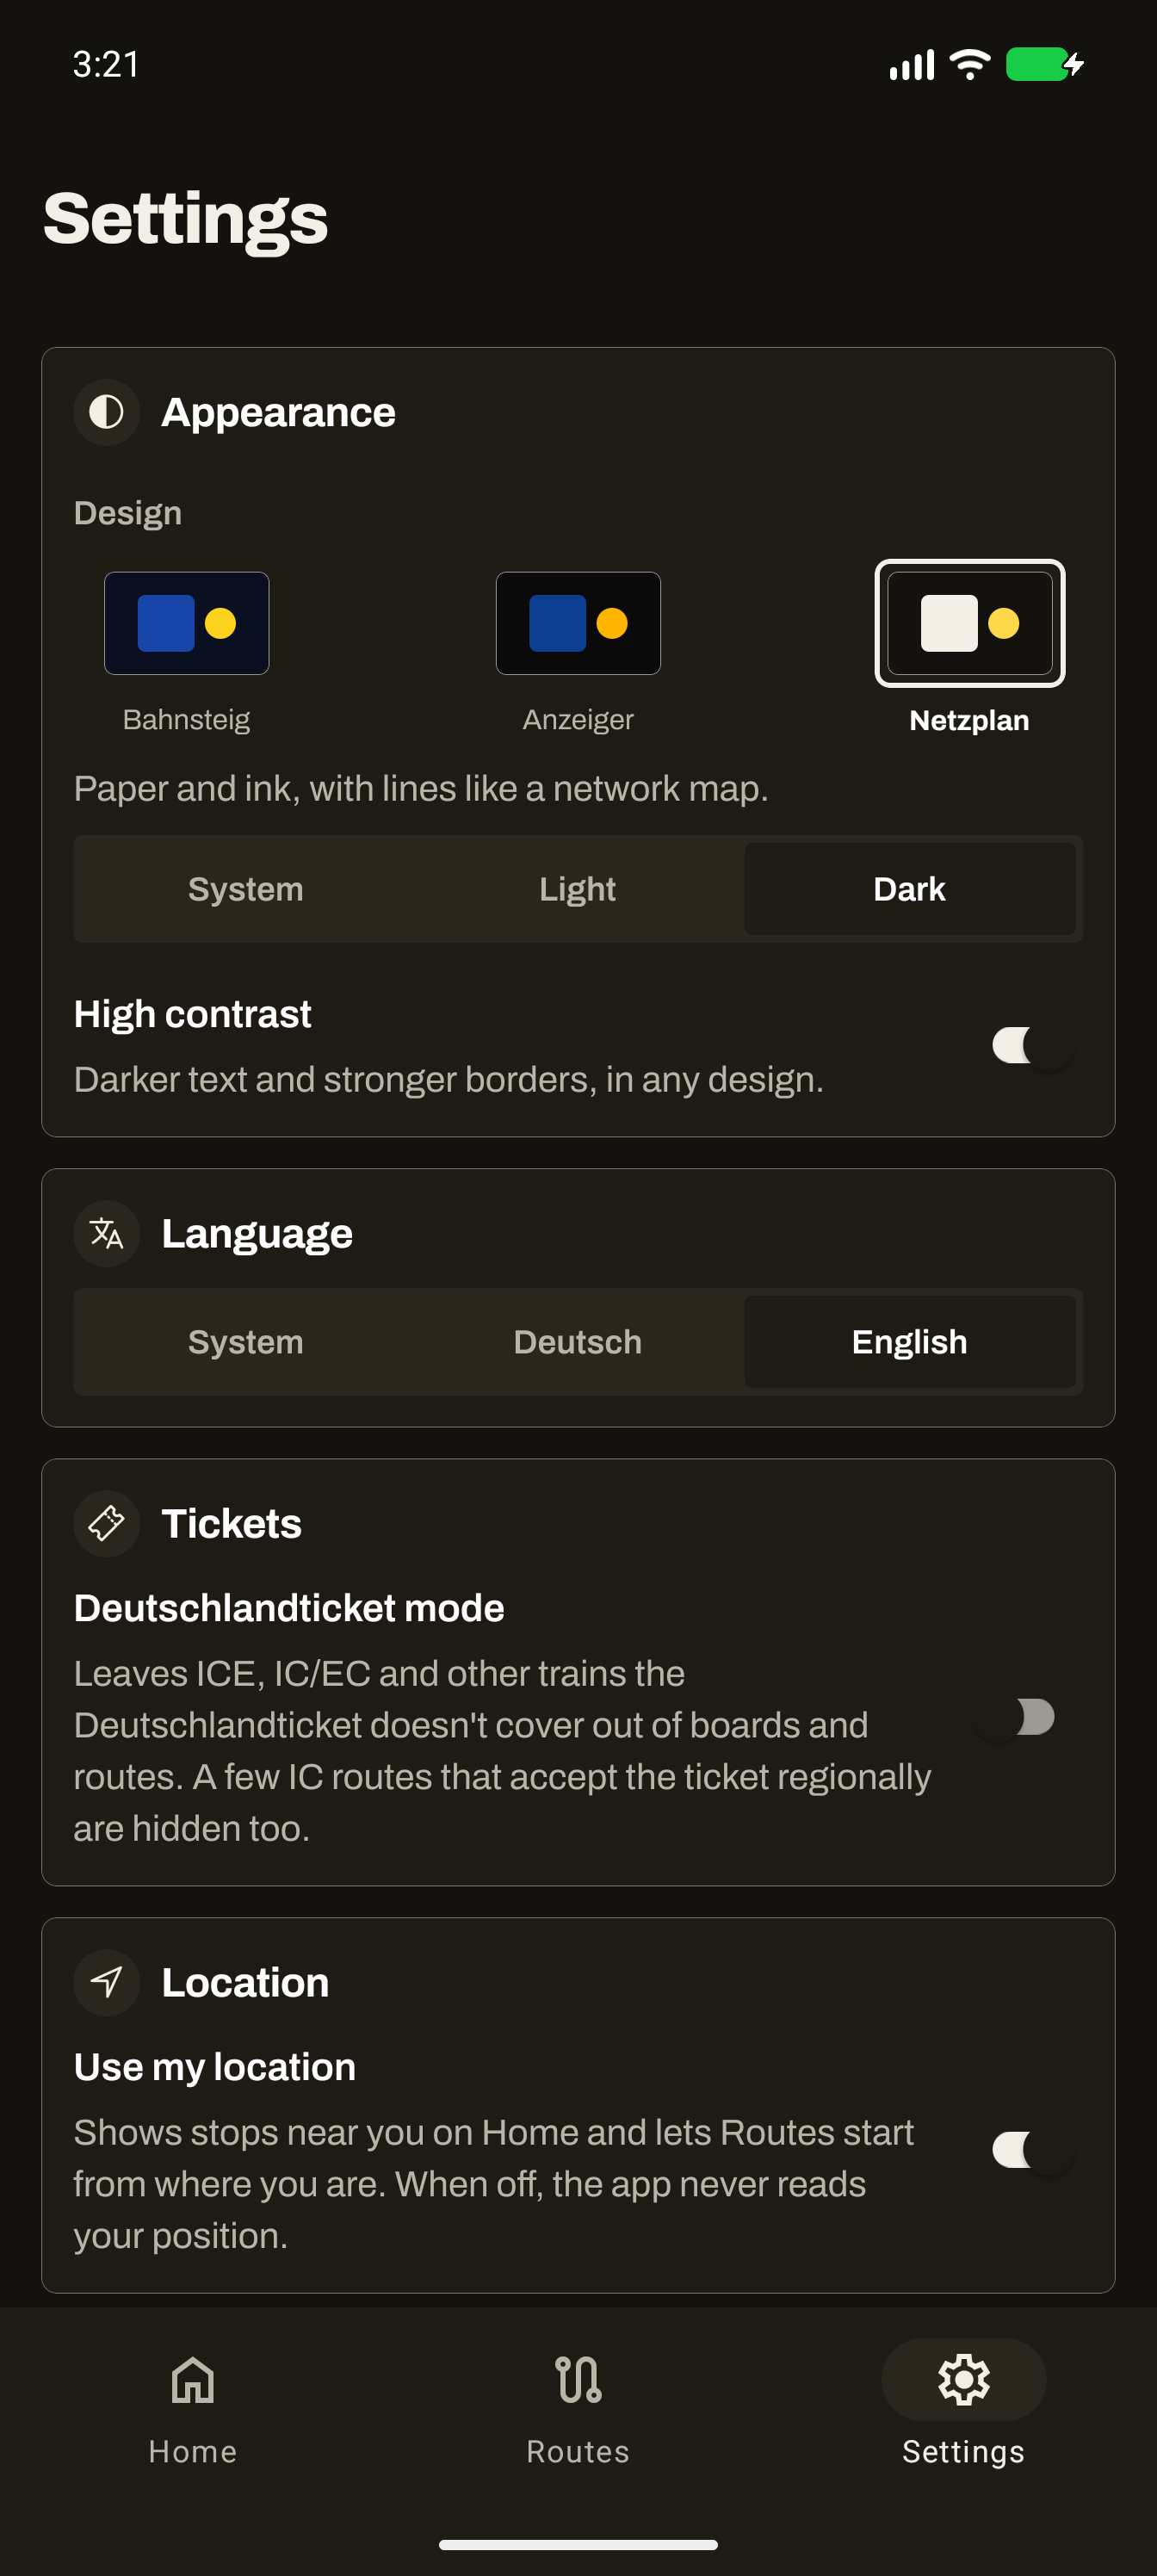 3:21
Settings
Appearance
Design
Bahnsteig
Anzeiger
Netzplan
Paper and ink, with lines like a network map.
System
Light
Dark
High contrast
Darker text and stronger borders, in any design.
Language
System
Deutsch
English
Tickets
Deutschlandticket mode
Leaves ICE, IC/EC and other trains the
Deutschlandticket doesn't cover out of boards and
routes. A few IC routes that accept the ticket regionally
are hidden too.
Location
Use my location
Shows stops near you on Home and lets Routes start
from where you are. When off, the app never reads
your position.
Home
Routes
Settings